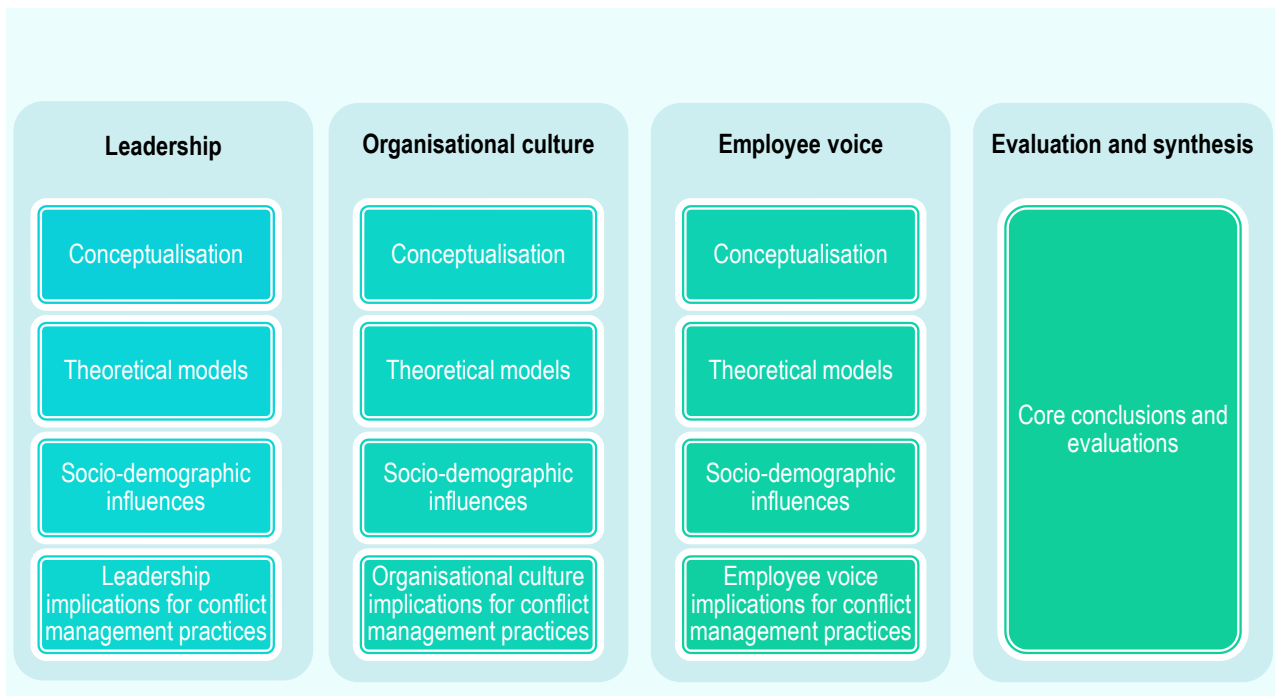 Leadership
Conceptualisation
Theoretical models
Socio-demographic
influences
Leadership
implications for conflict
management practices
Organisational culture
Conceptualisation
Theoretical models
Socio-demographic
influences
Organisational culture
implications for conflict
management practices
Employee voice
Conceptualisation
Theoretical models
Socio-demographic
influences
Employee voice
implications for conflict
management practices
Evaluation and synthesis
Core conclusions and
evaluations